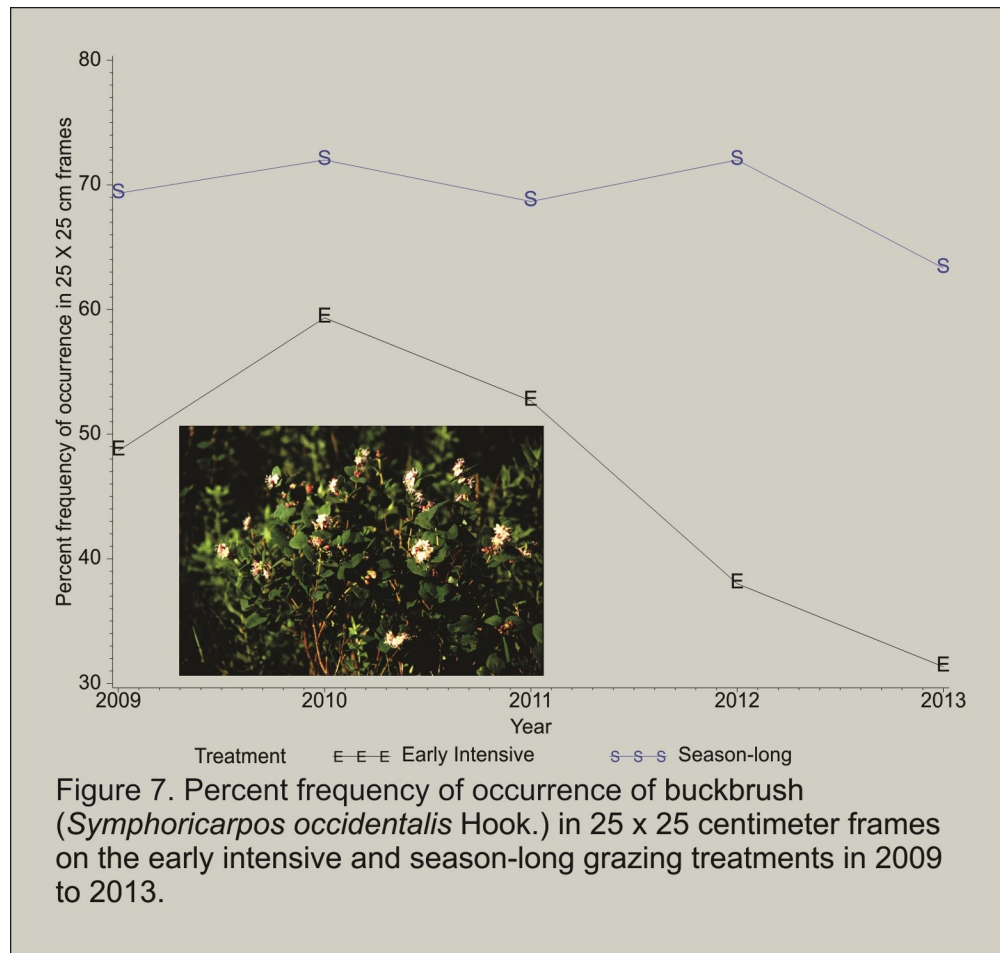 Percent frequency of occurrence in 25 X 25 cm frames
80
70
60
50
40
30
S S S S S
E E E E E
2009 2010 2011 2012 2013
Year
Treatment E E E Early Intensive S S S Season-long
Figure 7. Percent frequency of occurrence of buckbrush
(Symphoricarpos occidentalis Hook.) in 25 x 25 centimeter frames
on the early intensive and season-long grazing treatments in 2009
to 2013.